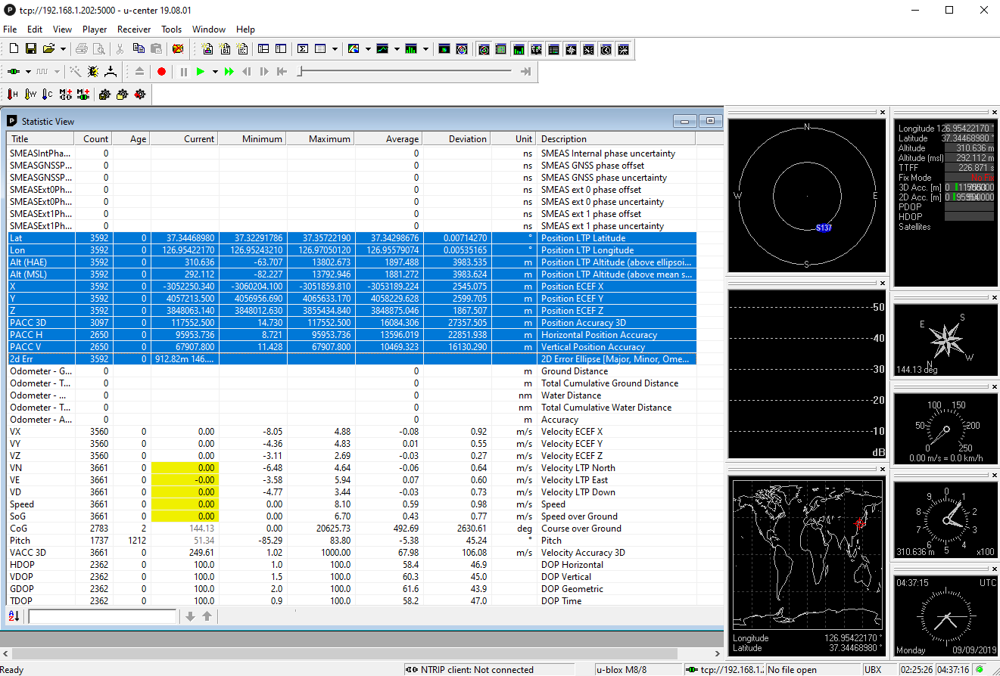 tcp://192.168.1.202:5000 - u-center 19.08.01
File Edit View Player Receiver Tools Window Help
Statistic View
Title Count Age Current Minimum Maximum Average Deviation Unit Description
SMEASIntPha... 0 0 ns SMEAS Internal phase uncertainty
SMEASGNSSP... 0 0 ns SMEAS GNSS phase offset
SMEASGNSSP... 0 0 ns SMEAS GNSS phase uncertainty
SMEASExt0Ph... 0 0 ns SMEAS ext 0 phase offset
SMEASExt0Ph... 0 0 ns SMEAS ext 0 phase uncertainty
SMEASExt1Ph... 0 0 ns SMEAS ext 1 phase offset
SMEASExt1Ph... 0 0 ns SMEAS ext 1 phase uncertainty
Lat 3592 0 37.34468980 37.32291786 37.35722190 37.34298676 0.00714270 ° Position LTP Latitude
Lon 3592 0 126.95422170 126.95243210 126.97050120 126.95579074 0.00535165 ° Position LTP Longitude
Alt (HAE) 3592 0 310.636 -63.707 13802.673 1897.488 3983.535 m Position LTP Altitude (above ellipsoi...
Alt (MSL) 3592 0 292.112 -82.227 13792.946 1881.272 3983.624 m Position LTP Altitude (above mean s...
X 3592 0 -3052250.340 -3060204.100 -3051859.810 -3053189.224 2545.075 m Position ECEF X
Y 3592 0 4057213.500 4056956.690 4065633.170 4058229.628 2599.705 m Position ECEF Y
Z 3592 0 3848063.140 3848012.630 3855434.840 3848875.046 1867.507 m Position ECEF Z
PACC 3D 3097 0 117552.500 14.730 117552.500 16084.306 27357.505 m Position Accuracy 3D
PACC H 2650 0 95953.736 8.721 95953.736 13596.019 22851.938 m Horizontal Position Accuracy
PACC V 2650 0 67907.800 11.428 67907.800 10469.323 16130.290 m Vertical Position Accuracy
2d Err 3592 0 912.82m 146.... 2D Error Ellipse [Major, Minor, Ome...
Odometer - G... 0 0 m Ground Distance
Odometer - T... 0 0 m Total Cumulative Ground Distance
Odometer - ... 0 0 nm Water Distance
Odometer - T... 0 0 nm Total Cumulative Water Distance
Odometer - A... 0 0 m Accuracy
VX 3560 0 0.00 -8.05 4.88 -0.08 0.92 m/s Velocity ECEF X
VY 3560 0 0.00 -4.36 4.83 0.01 0.55 m/s Velocity ECEF Y
VZ 3560 0 0.00 -3.11 2.69 -0.03 0.27 m/s Velocity ECEF Z
VN 3661 0 0.00 -6.48 4.64 -0.06 0.64 m/s Velocity LTP North
VE 3661 0 -0.00 -3.58 5.94 0.07 0.60 m/s Velocity LTP East
VD 3661 0 0.00 -4.77 3.44 -0.03 0.73 m/s Velocity LTP Down
Speed 3661 0 0.00 0.00 8.10 0.59 0.98 m/s Speed
SoG 3661 0 0.00 0.00 6.70 0.43 0.77 m/s Speed over Ground
CoG 2783 2 144.13 0.00 20625.73 492.69 2630.61 deg Course over Ground
Pitch 1737 1212 51.34 -85.29 83.80 -5.38 45.24 ° Pitch
VACC 3D 3661 0 249.61 1.02 1000.00 67.98 106.08 m/s Velocity Accuracy 3D
HDOP 2362 0 100.0 1.0 100.0 58.4 46.9 DOP Horizontal
VDOP 2362 0 100.0 1.5 100.0 60.3 45.0 DOP Vertical
GDOP 2362 0 100.0 2.0 100.0 61.6 43.9 DOP Geometric
TDOP 2362 0 100.0 0.9 100.0 58.2 47.0 DOP Time
N
W E
S137
S
50
40
30
20
10
dB
Longitude 126.95422170 °
Latitude 37.34468980 °
Longitude 126.95422170 °
Latitude 37.34468980 °
Altitude 310.636 m
Altitude (msl) 292.112 m
TTFF 226.871 s
Fix Mode No Fix
3D Acc. [m] 0
2D Acc. [m] 0
PDOP
HDOP
Satellites
E S
N W
144.13 deg
100 150
50 200
0 250
0.00 m/s = 0.0 km/h
0
9 1
8 2
7 3
6 5 4
310.636 m x100
04:37:15 UTC
Monday 09/09/2019
Ready NTRIP client: Not connected u-blox M8/8 tcp://192.168.1.: No file open UBX 02:25:26 04:37:16